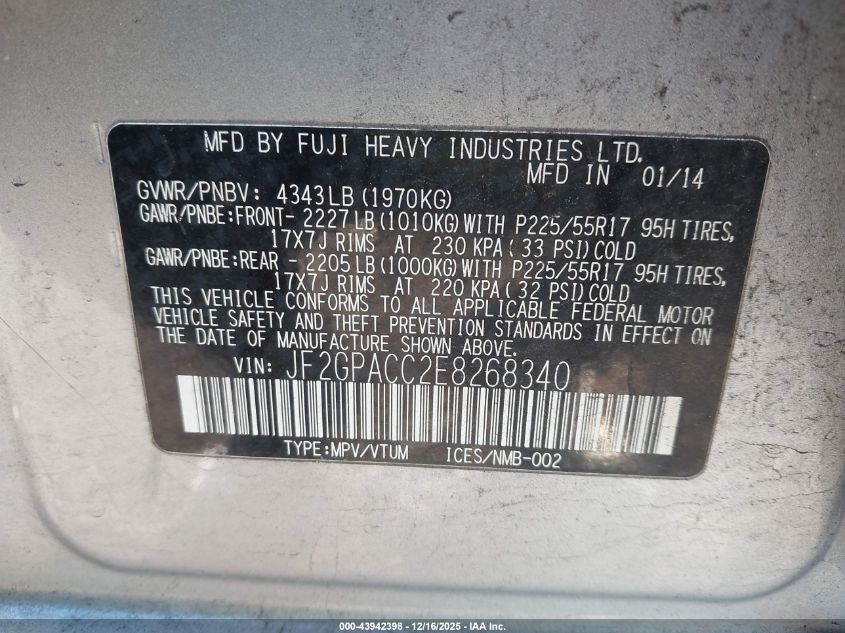 MFD BY FUJI HEAVY INDUSTRIES LTD.
MFD IN 01/14
GVWR/PNBV: 4343LB (1970KG)
GAWR/PNBE:FRONT- 2227LB (1010KG)WITH P225/55R17 95H TIRES,
17X7J RIMS AT 230 KPA( 33 PSI)COLD
GAWR/PNBE:REAR - 2205LB (1000KG)WITH P225/55R17 95H TIRES,
17X7J RIMS AT 220 KPA( 32 PSI)COLD
THIS VEHICLE CONFORMS TO ALL APPLICABLE FEDERAL MOTOR
VEHICLE SAFETY AND THEFT PREVENTION STANDARDS IN EFFECT ON
THE DATE OF MANUFACTURE SHOWN ABOVE.
VIN: JF2GPACC2E8268340
TYPE:MPV/VTUM ICES/NMB-002
000-43942398 - 12/16/2025 - IAA Inc.